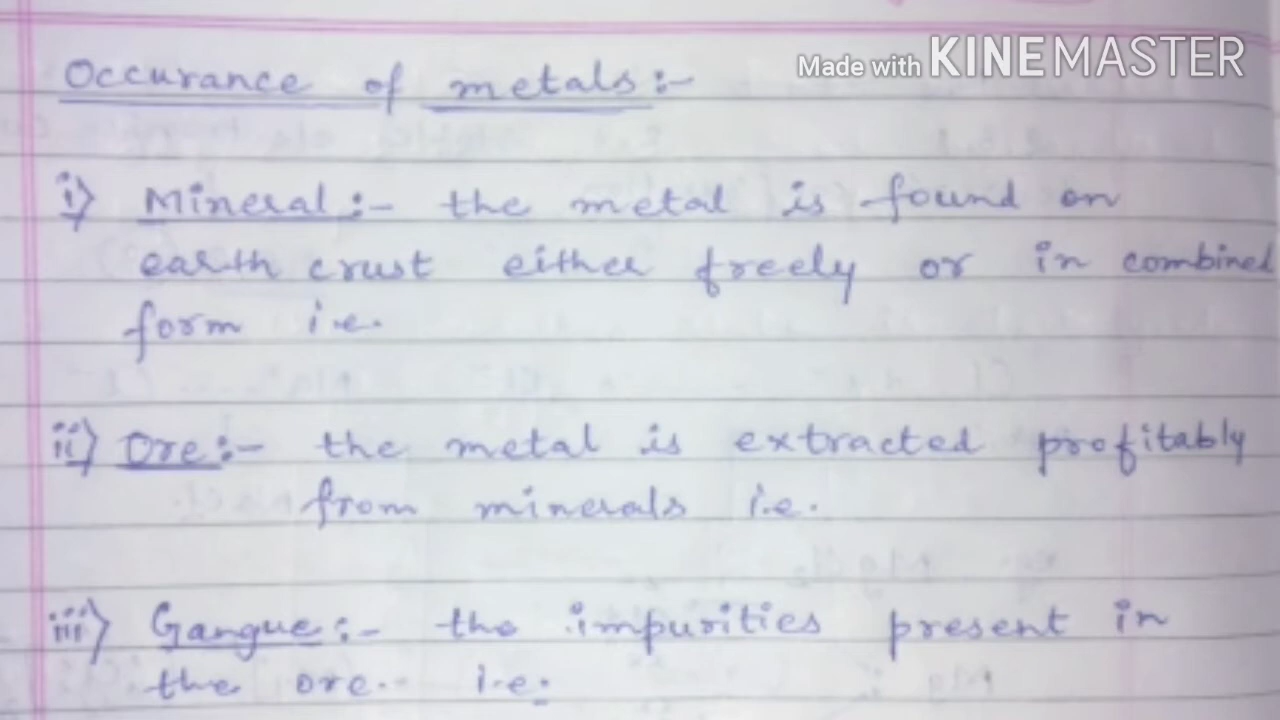 Made with KINEMASTER
Occurance of metals:-
i) Mineral:- the metal is found on
earth crust either freely or in combined
form i.e.
ii) Ore:- the metal is extracted profitably
from minerals i.e.
iii) Gangue:- the impurities present in
the ore. i.e.